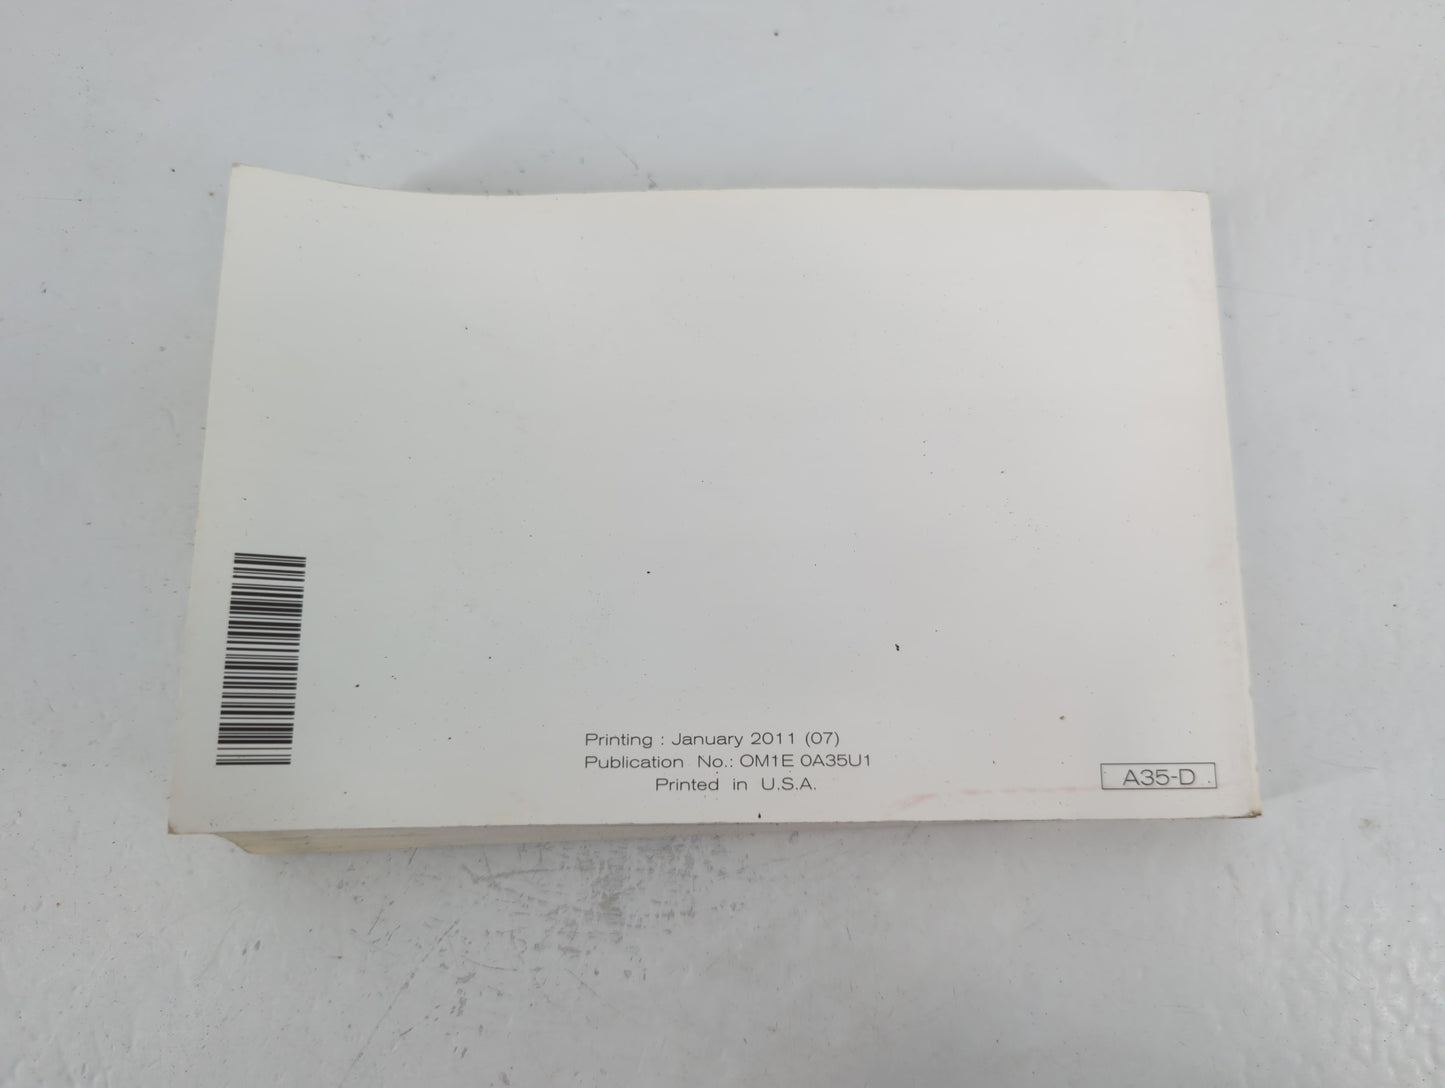 Printing : January 2011 (07)
Publication No.: OM1E 0A35U1
Printed in U.S.A.
A35-D